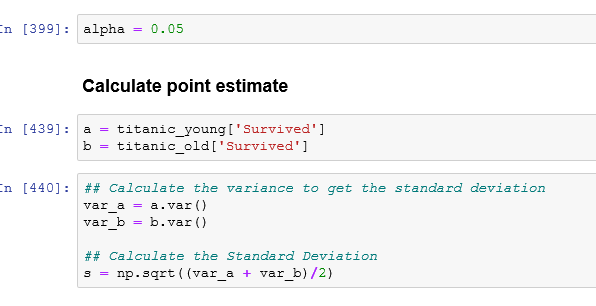 In [399]: alpha = 0.05
Calculate point estimate
In [439]: a = titanic_young['Survived']
b = titanic_old['Survived']
In [440]: ## Calculate the variance to get the standard deviation
var_a = a.var()
var_b = b.var()
## Calculate the Standard Deviation
s = np.sqrt((var_a + var_b)/2)